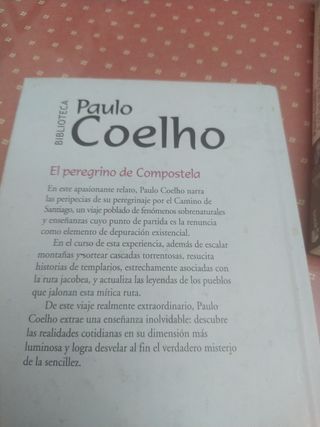 BIBLIOTECA
Paulo
Coelho
El peregrino de Compostela
En este apasionante relato, Paulo Coelho narra
las peripecias de su peregrinaje por el Camino de
Santiago, un viaje poblado de fenómenos sobrenaturales
y enseñanzas cuyo punto de partida es la renuncia
como elemento de depuración existencial.
En el curso de esta experiencia, además de escalar
montañas y sortear cascadas torrentosas, resucita
historias de templarios, estrechamente asociadas con
la ruta jacobea, y actualiza las leyendas de los pueblos
que jalonan esta mítica ruta.
De este viaje realmente extraordinario, Paulo
Coelho extrae una enseñanza inolvidable: descubre
las realidades cotidianas en su dimensión más
luminosa y logra desvelar al fin el verdadero misterio
de la sencillez.